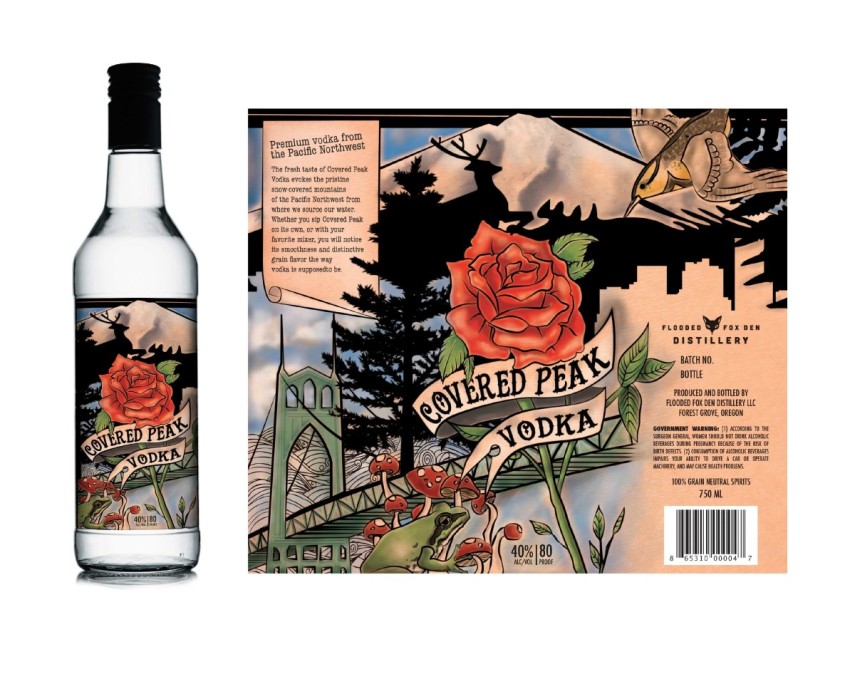 COVERED PEAK
VODKA
40% 80
Premium vodka from
the Pacific Northwest
The fresh taste of Covered Peak
Vodka evokes the pristine
snow-covered mountains
of the Pacific Northwest from
where we source our water.
Whether you sip Covered Peak
on its own, or with your
favorite mixer, you will notice
its smoothness and distinctive
grain flavor the way
vodka is supposedto be.
COVERED PEAK
VODKA
40% 80
ALC/VOL PROOF
FLOODED FOX DEN
DISTILLERY
BATCH NO.
BOTTLE
PRODUCED AND BOTTLED BY
FLOODED FOX DEN DISTILLERY LLC
FOREST GROVE, OREGON
GOVERNMENT WARNING: (1) ACCORDING TO THE
SURGEON GENERAL, WOMEN SHOULD NOT DRINK ALCOHOLIC
BEVERAGES DURING PREGNANCY BECAUSE OF THE RISK OF
BIRTH DEFECTS. (2) CONSUMPTION OF ALCOHOLIC BEVERAGES
IMPAIRS YOUR ABILITY TO DRIVE A CAR OR OPERATE
MACHINERY, AND MAY CAUSE HEALTH PROBLEMS.
100% GRAIN NEUTRAL SPIRITS
750 ML
8 65310 00004 7